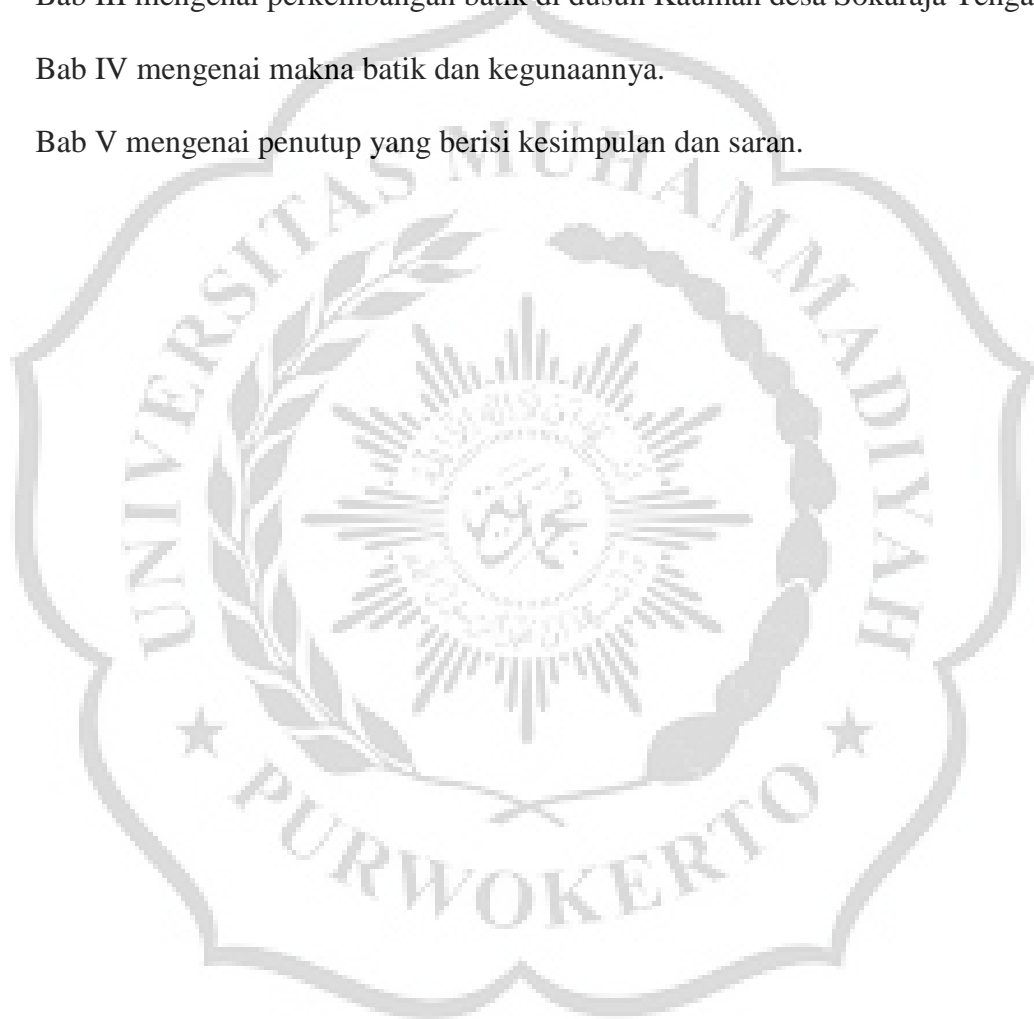 Bab III mengenai perkembangan batik di dusun Kauman desa Sokaraja
Bab IV mengenai makna batik dan kegunaannya.
Bab V mengenai penutup yang berisi kesimpulan dan saran.
UNIVERSITAS MUHAMMADIYAH
PURWOKERTO